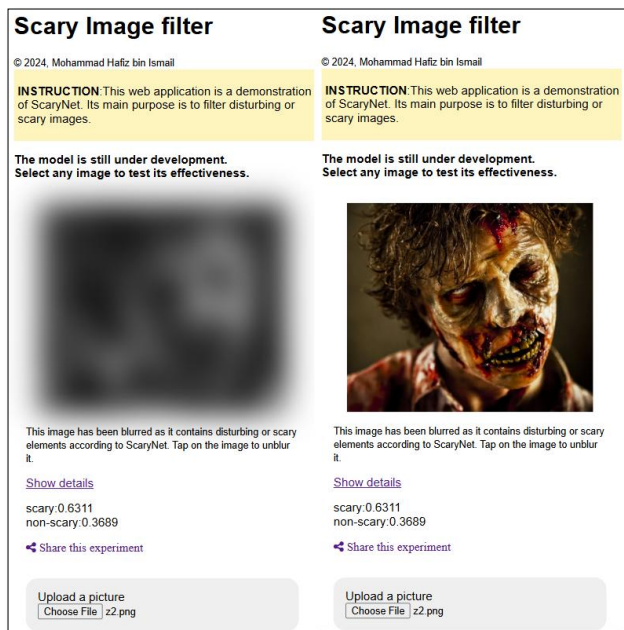 Scary Image filter
© 2024, Mohammad Hafiz bin Ismail
INSTRUCTION:This web application is a demonstration
of ScaryNet. Its main purpose is to filter disturbing or
scary images.
The model is still under development.
Select any image to test its effectiveness.
This image has been blurred as it contains disturbing or scary
elements according to ScaryNet. Tap on the image to unblur
it.
Show details
scary:0.6311
non-scary:0.3689
Share this experiment
Upload a picture
Choose File z2.png
Scary Image filter
© 2024, Mohammad Hafiz bin Ismail
INSTRUCTION:This web application is a demonstration
of ScaryNet. Its main purpose is to filter disturbing or
scary images.
The model is still under development.
Select any image to test its effectiveness.
This image has been blurred as it contains disturbing or scary
elements according to ScaryNet. Tap on the image to unblur
it.
Show details
scary:0.6311
non-scary:0.3689
Share this experiment
Upload a picture
Choose File z2.png